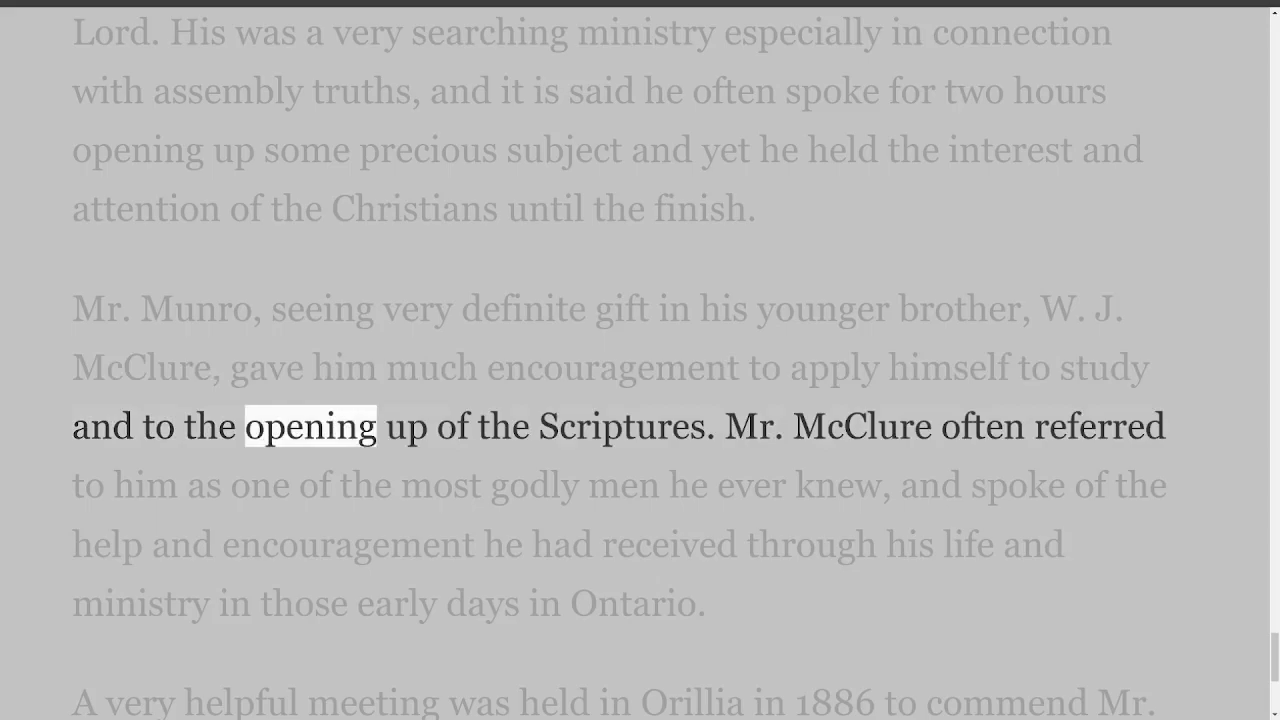 Lord. His was a very searching ministry especially in connection
with assembly truths, and it is said he often spoke for two hours
opening up some precious subject and yet he held the interest and
attention of the Christians until the finish.
Mr. Munro, seeing very definite gift in his younger brother, W. J.
McClure, gave him much encouragement to apply himself to study
and to the opening up of the Scriptures. Mr. McClure often referred
to him as one of the most godly men he ever knew, and spoke of the
help and encouragement he had received through his life and
ministry in those early days in Ontario.
A very helpful meeting was held in Orillia in 1886 to commend Mr.